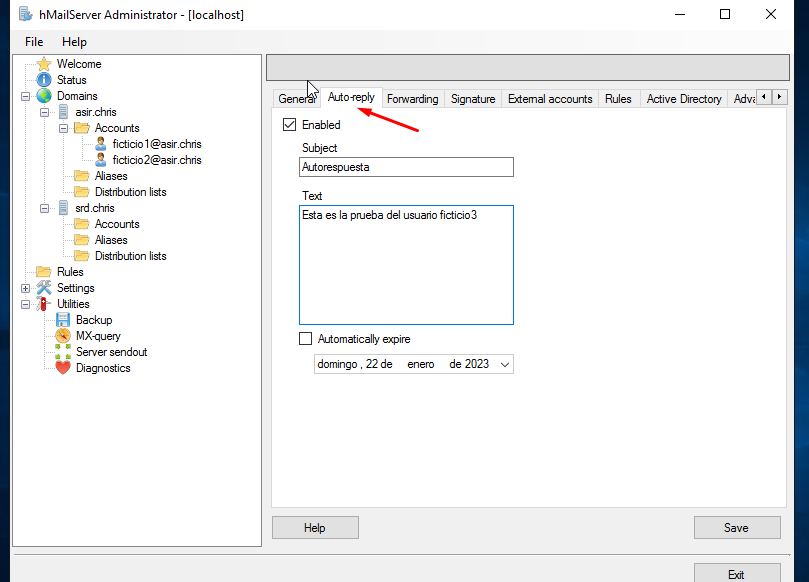 hMailServer Administrator - [localhost]
File Help
Welcome
Status
Domains
asir.chris
Accounts
ficticio1@asir.chris
ficticio2@asir.chris
Aliases
Distribution lists
srd.chris
Accounts
Aliases
Distribution lists
Rules
Settings
Utilities
Backup
MX-query
Server sendout
Diagnostics
General Auto-reply Forwarding Signature External accounts Rules Active Directory Adva
Enabled
Subject
Autorespuesta
Text
Esta es la prueba del usuario ficticio3
Automatically expire
domingo , 22 de enero de 2023
Help Save
Exit